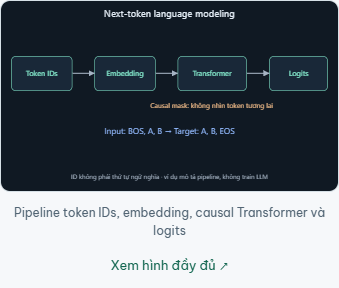 Next-token language modeling
Token IDs
Embedding
Transformer
Logits
Causal mask: không nhìn token tương lai
Input: BOS, A, B → Target: A, B, EOS
ID không phải thứ tự ngữ nghĩa · ví dụ mô tả pipeline, không train LLM
Pipeline token IDs, embedding, causal Transformer và
logits
Xem hình đầy đủ ↗